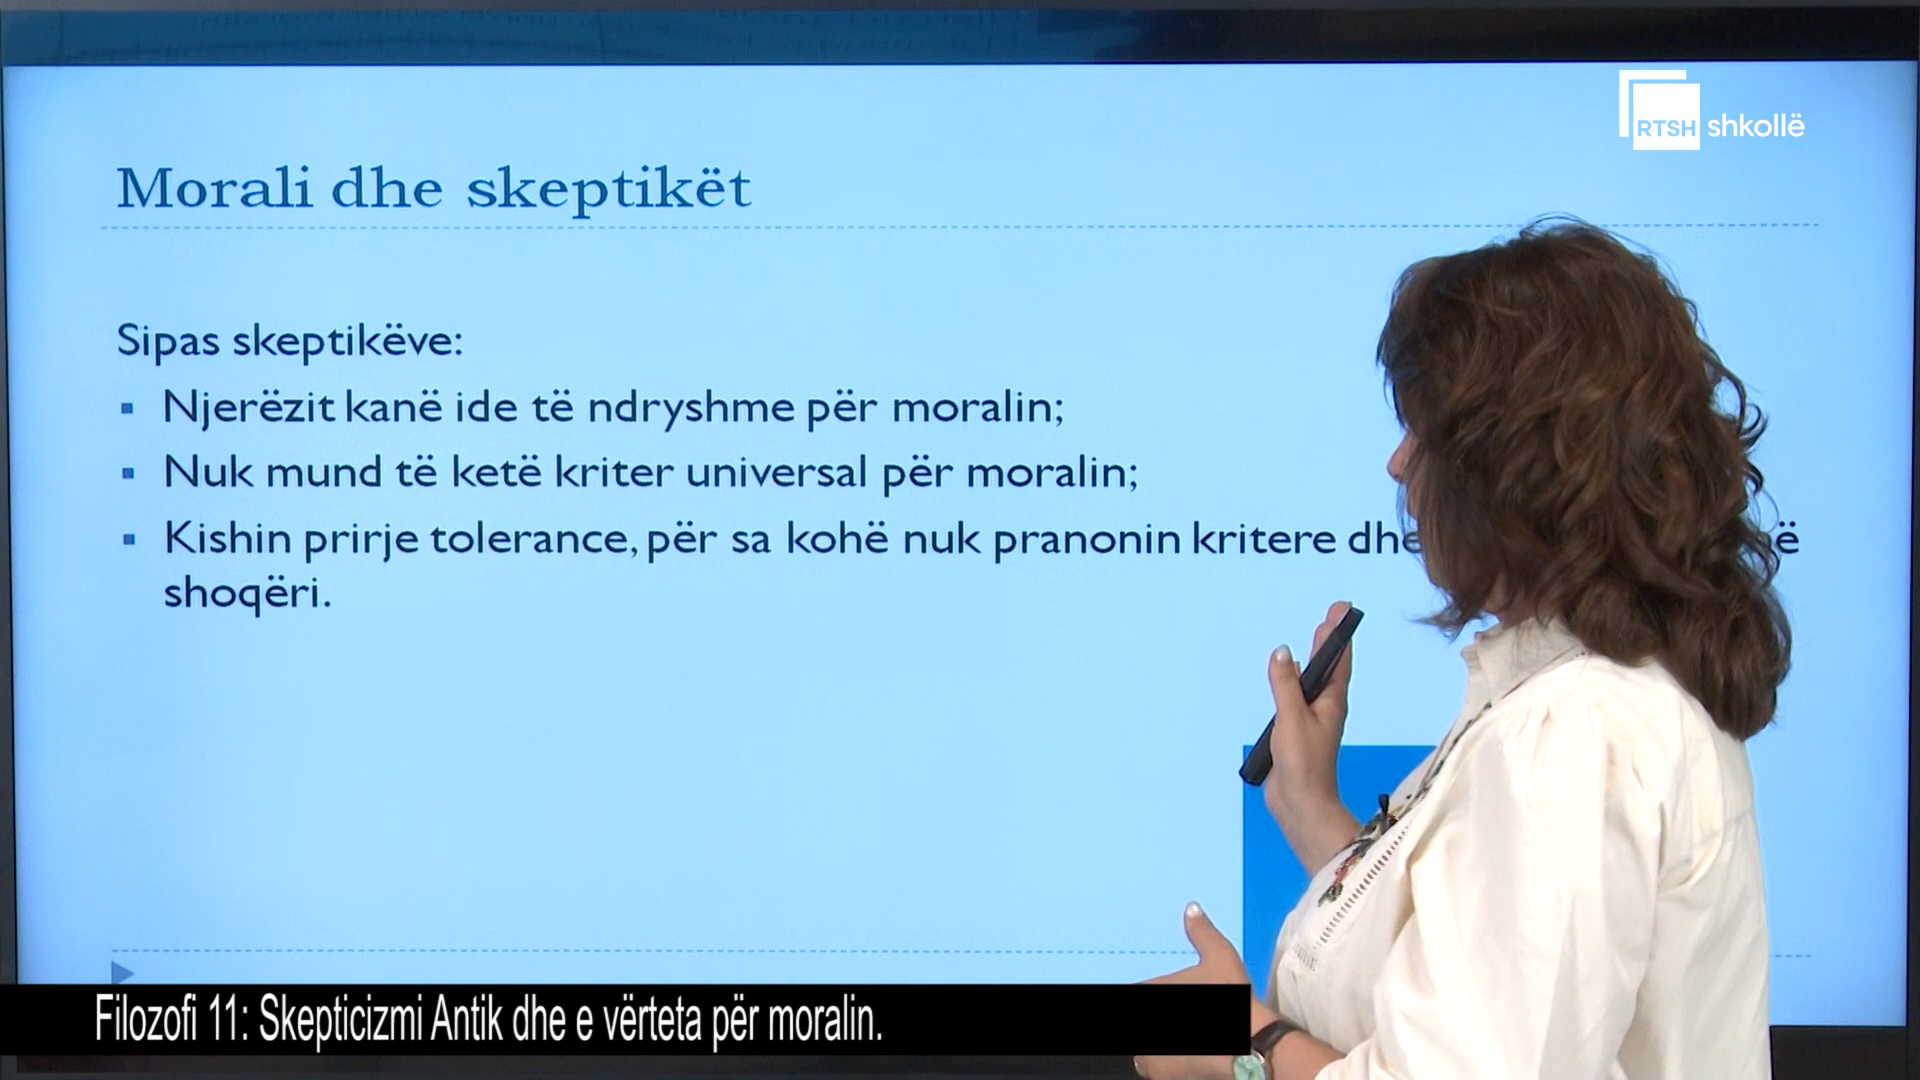 RTSH shkollë
Morali dhe skeptikët
Sipas skeptikëve:
Njerëzit kanë ide të ndryshme për moralin;
Nuk mund të ketë kriter universal për moralin;
Kishin prirje tolerance, për sa kohë nuk pranonin kritere
shoqëri.
Filozofi 11: Skepticizmi Antik dhe e vërteta për moralin.